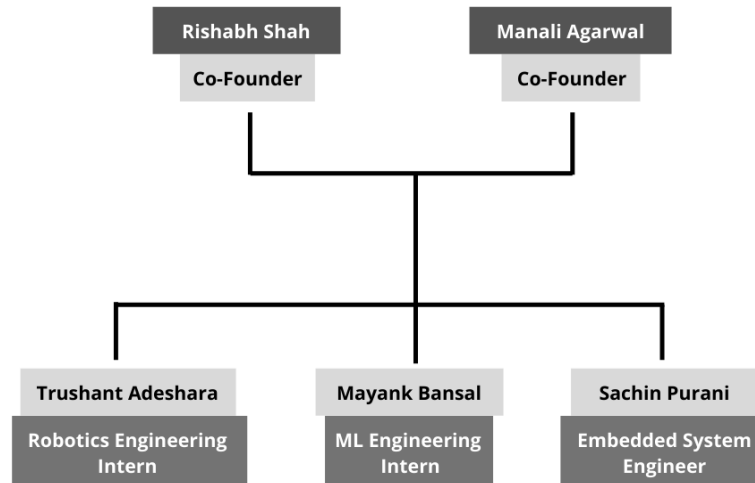 Rishabh Shah
Manali Agarwal
Co-Founder
Co-Founder
Trushant Adeshara
Mayank Bansal
Sachin Purani
Robotics Engineering
Intern
ML Engineering
Intern
Embedded System
Engineer